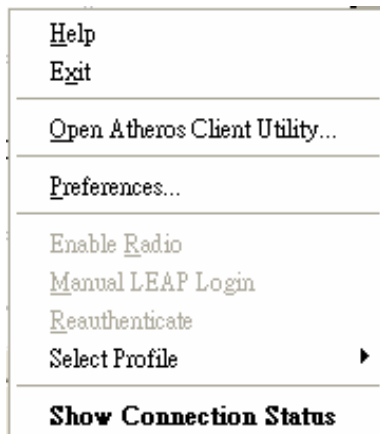 Help
Exit
Open Atheros Client Utility...
Preferences...
Enable Radio
Manual LEAP Login
Reauthenticate
Select Profile
Show Connection Status